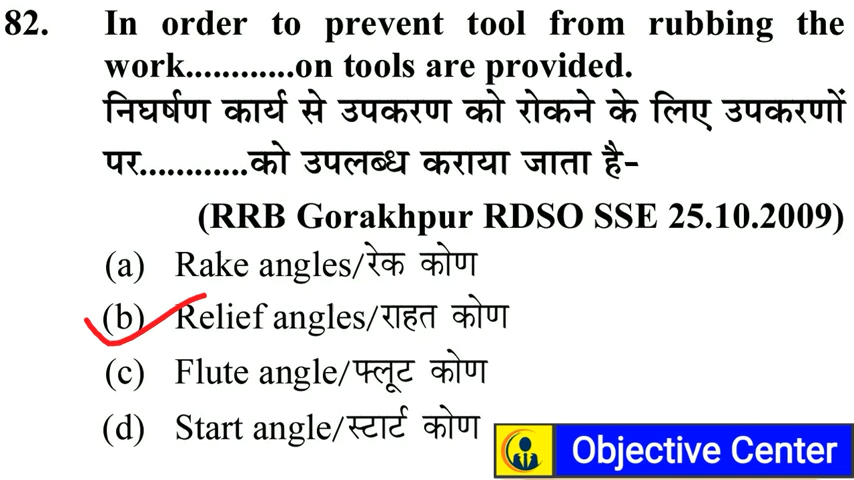 82. In order to prevent tool from rubbing the
work............on tools are provided.
निघर्षण कार्य से उपकरण को रोकने के लिए उपकरणों
पर............को उपलब्ध कराया जाता है-
(RRB Gorakhpur RDSO SSE 25.10.2009)
(a) Rake angles/रेक कोण
(b) Relief angles/राहत कोण
(c) Flute angle/फ्लूट कोण
(d) Start angle/स्टार्ट कोण
Objective Center